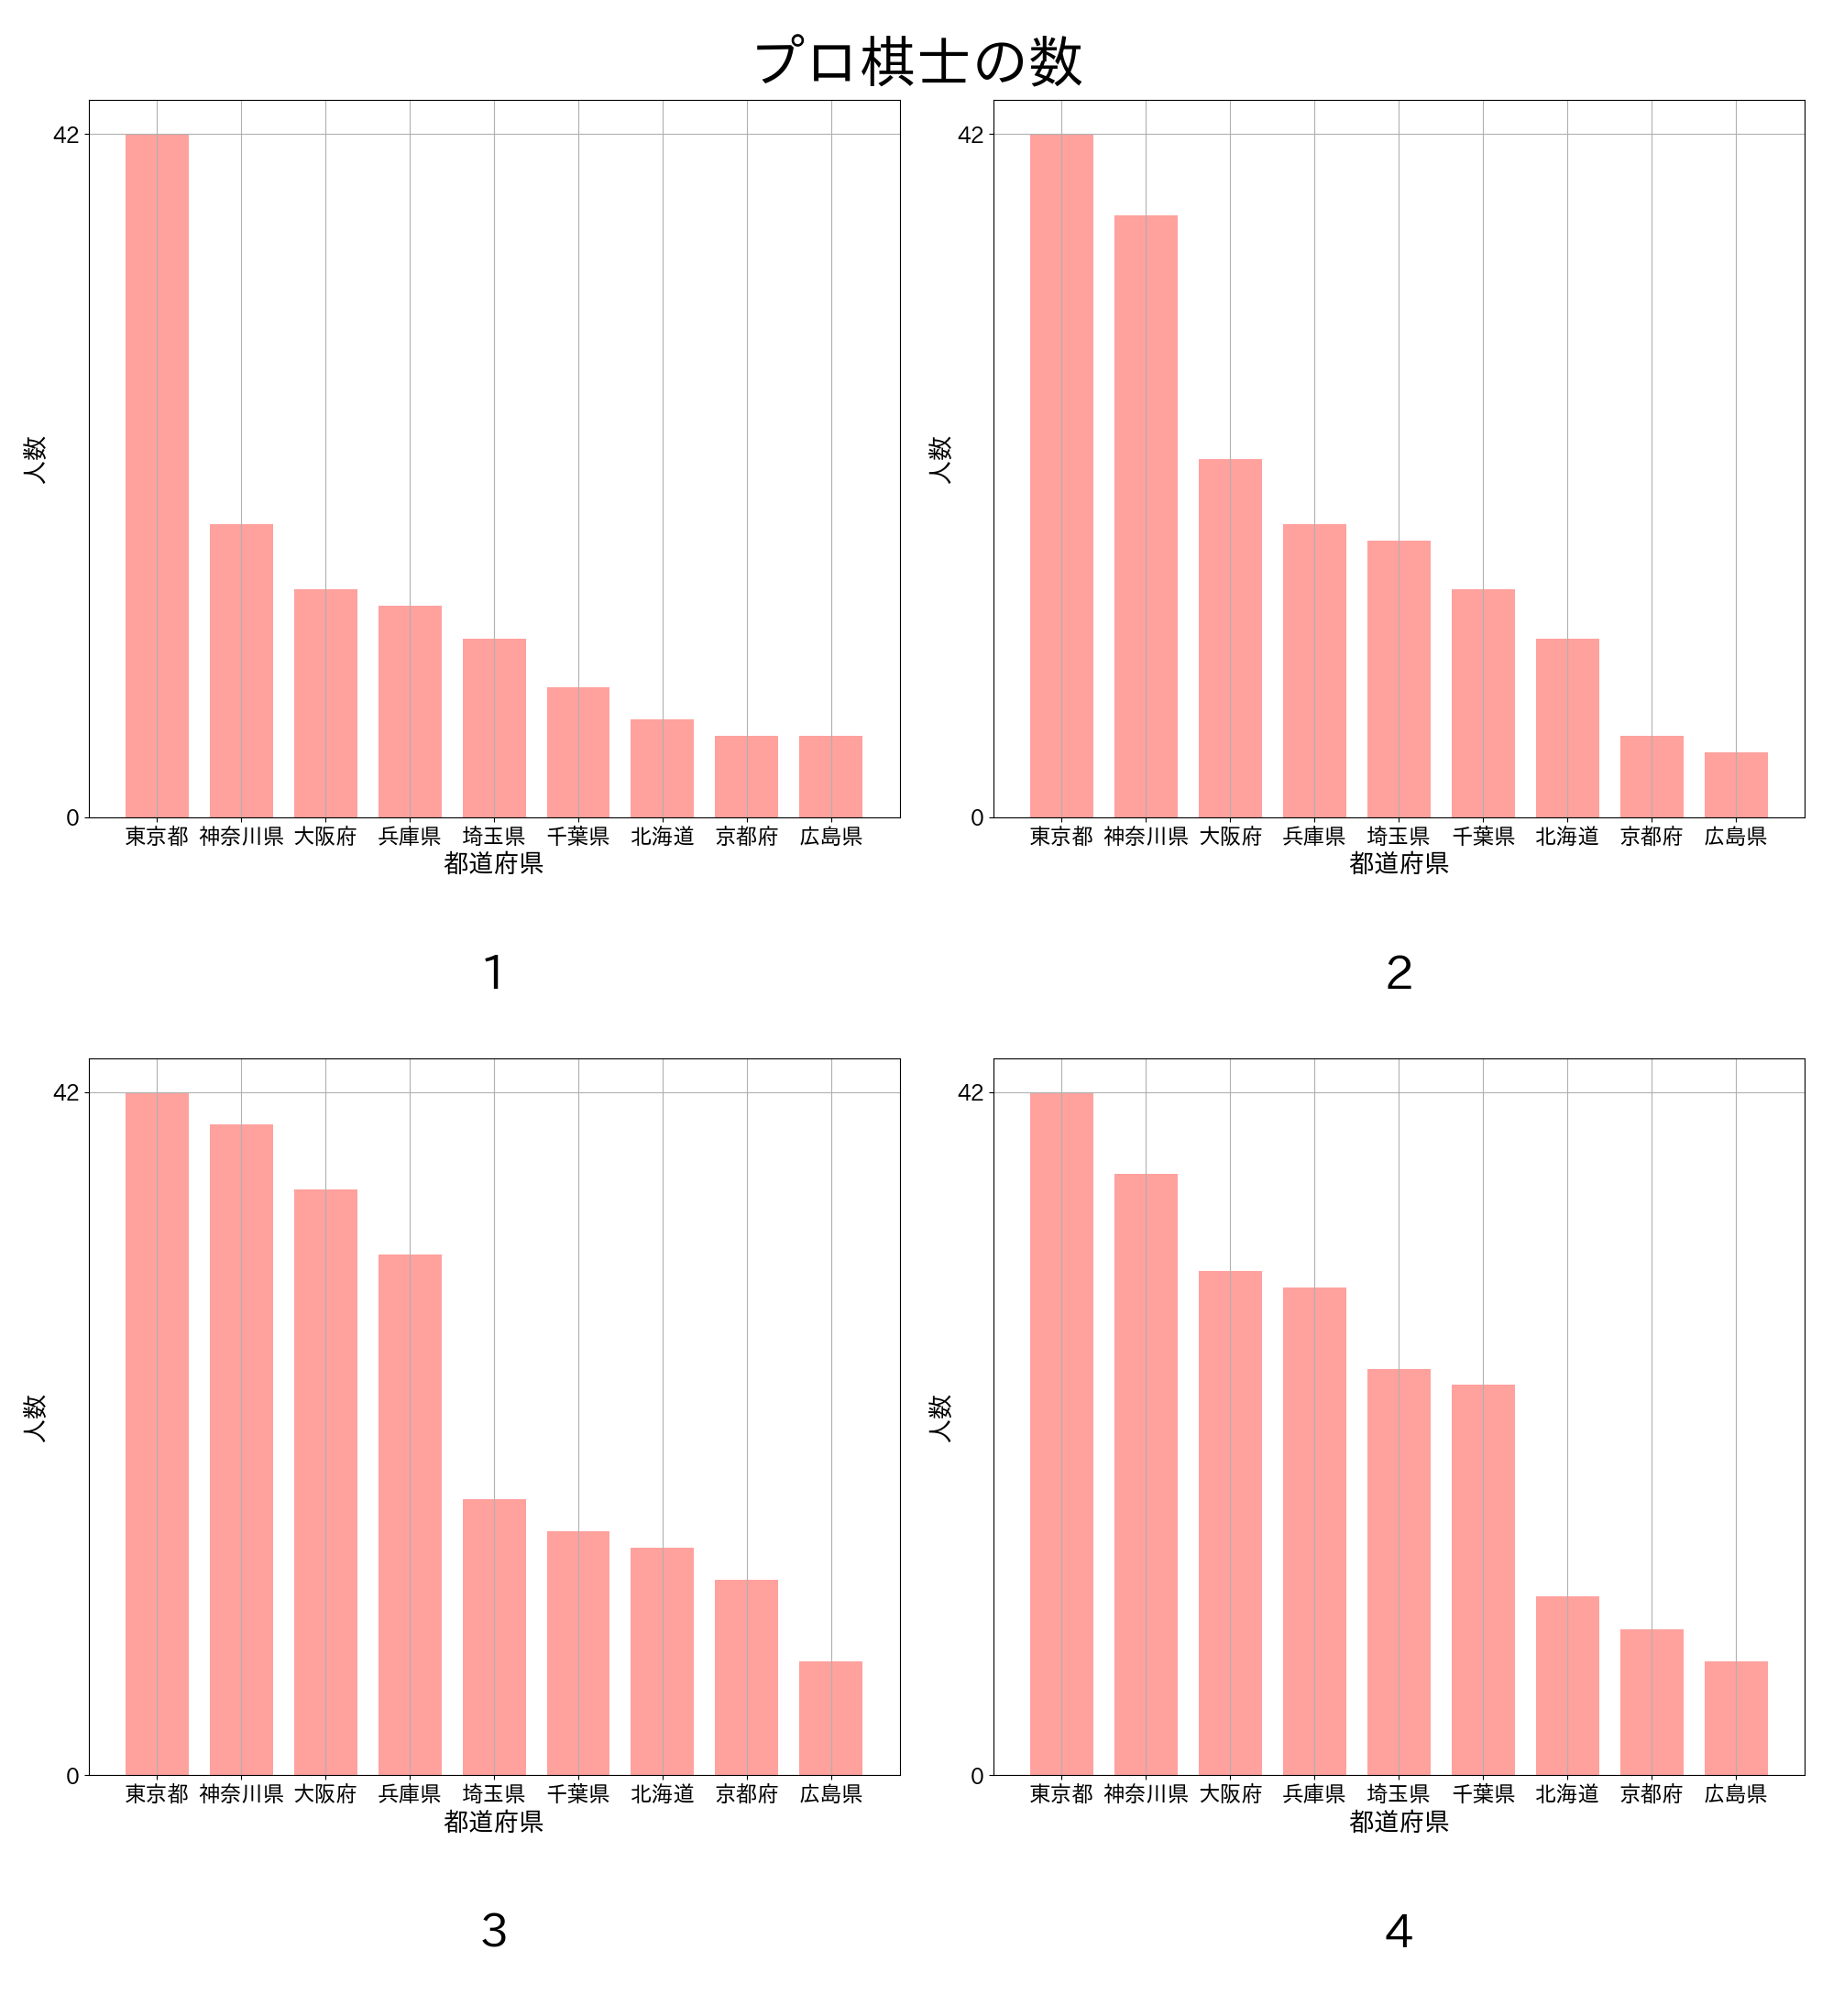 プロ棋士の数
42
0
人数
東京都 神奈川県 大阪府 兵庫県 埼玉県 千葉県 北海道 京都府 広島県
都道府県
1
42
0
人数
東京都 神奈川県 大阪府 兵庫県 埼玉県 千葉県 北海道 京都府 広島県
都道府県
2
42
0
人数
東京都 神奈川県 大阪府 兵庫県 埼玉県 千葉県 北海道 京都府 広島県
都道府県
3
42
0
人数
東京都 神奈川県 大阪府 兵庫県 埼玉県 千葉県 北海道 京都府 広島県
都道府県
4